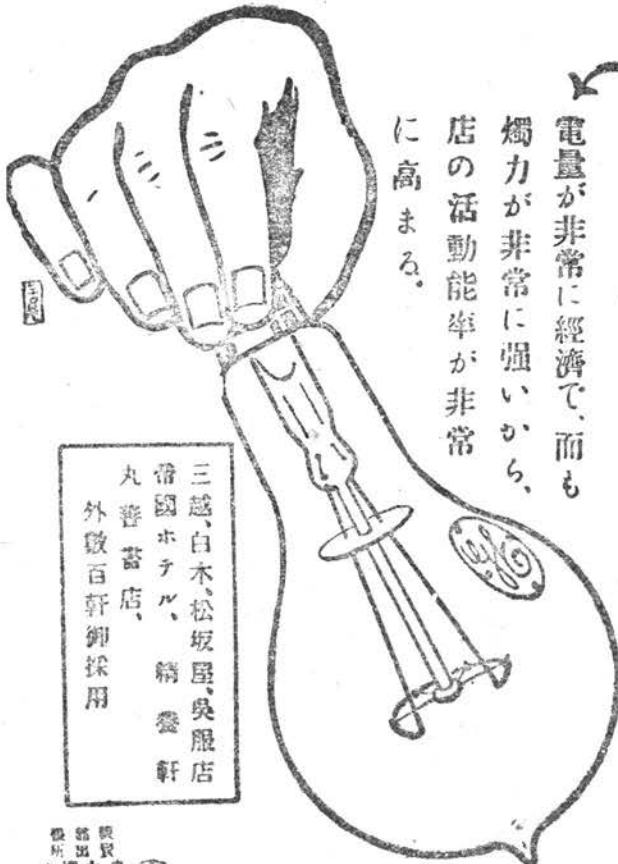 電量が非常に經濟で、而も
燭力が非常に强いから、
店の活動能率が非常
に高まる。
三越、白木、松坂屋、吳服店
帝國ホテル、精養軒
丸善書店、
外數百軒御採用